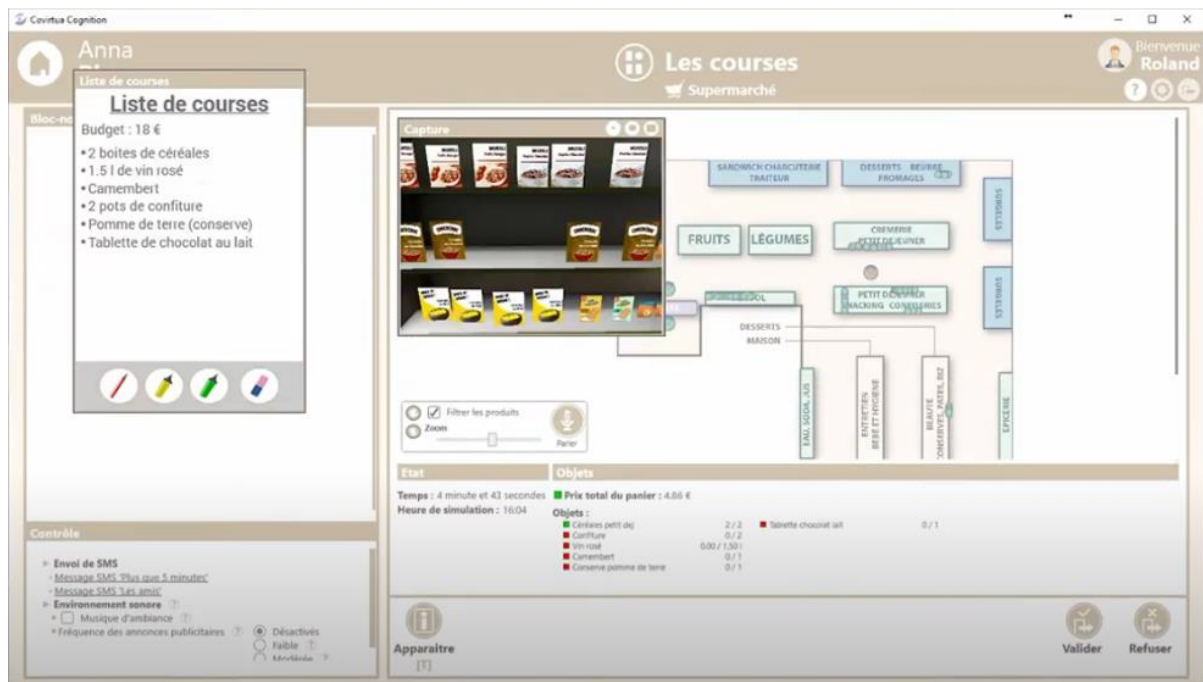 Covirtua Cognition
Anna
Les courses
Supermarché
Bienvenue
Roland
?
Liste de courses
Liste de courses
Budget : 18 €
2 boites de céréales
1.5 l de vin rosé
Camembert
2 pots de confiture
Pomme de terre (conserve)
Tablette de chocolat au lait
Bloc-no
Capture
SANDWICH CHARCUTERIE
TRAITEUR
DESSERTS BEURRE
FROMAGES
SURGELÉS
FRUITS
LÉGUMES
CREMERIE
PETIT DEJEUNER
PETIT DEJEUNER
SURGELÉS
DESSERTS
MAISON
EAU, SODA, JUS
ENTRETIEN
BEBE ET HYGIENE
BEAUTE
CONSERVES, PATES, RIZ
EPICERIE
Filtrer les produits
Zoom
Parler
Etat
Temps : 4 minute et 43 secondes
Heure de simulation : 16:04
Objets
Prix total du panier : 4.86 €
Objets :
Céréales petit dej 2 / 2
Confiture 0 / 2
Vin rosé 0.00 / 1.50 l
Camembert 0 / 1
Conserve pomme de terre 0 / 1
Tablette chocolat lait 0 / 1
Contrôle
Envoi de SMS
Message SMS 'Plus que 5 minutes'
Message SMS 'Les amis'
Environnement sonore ?
Musique d'ambiance ?
Fréquence des annonces publicitaires ? Désactivés
Faible ?
Modérée ?
Apparaitre
[T]
Valider
Refuser